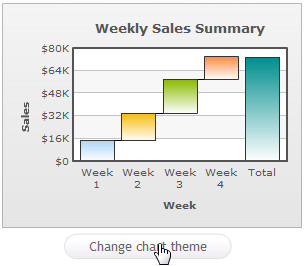 Weekly Sales Summary
$80K
$64K
$48K
$32K
$16K
$0
Sales
Week 1
Week 2
Week 3
Week 4
Total
Week
Change chart theme